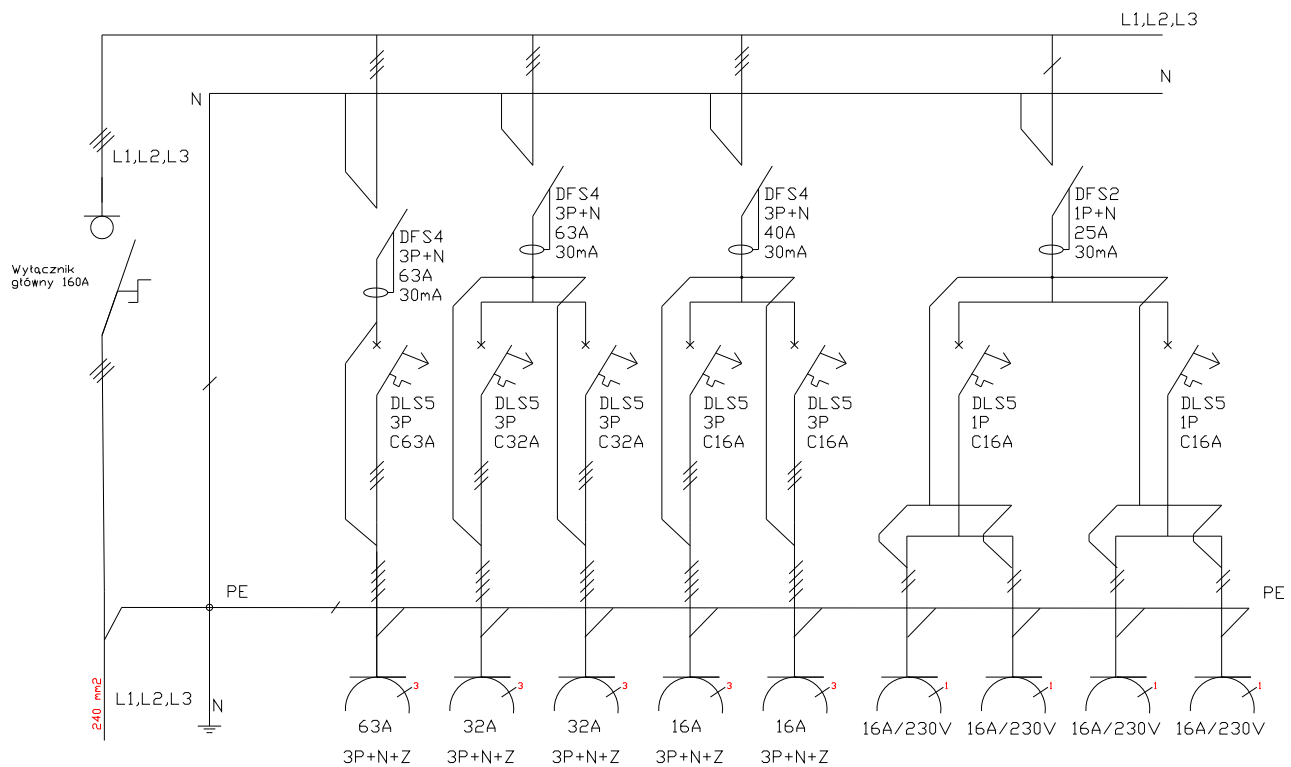 L1,L2,L3
N
N
L1,L2,L3
Wyłącznik
główny 160A
DFS4
3P+N
63A
30mA
DFS4
3P+N
63A
30mA
DFS4
3P+N
40A
30mA
DFS2
1P+N
25A
30mA
DLS5
3P
C63A
DLS5
3P
C32A
DLS5
3P
C32A
DLS5
3P
C16A
DLS5
3P
C16A
DLS5
1P
C16A
DLS5
1P
C16A
PE
PE
240 mm2
L1,L2,L3
N
3
3
3
3
3
1
1
1
1
63A
3P+N+Z
32A
3P+N+Z
32A
3P+N+Z
16A
3P+N+Z
16A
3P+N+Z
16A/230V
16A/230V
16A/230V
16A/230V